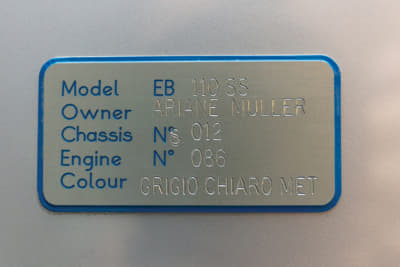 Model EB 110 SS
Owner ARIANE MULLER
Chassis N° S 012
Engine N° 086
Colour GRIGIO CHIARO MET